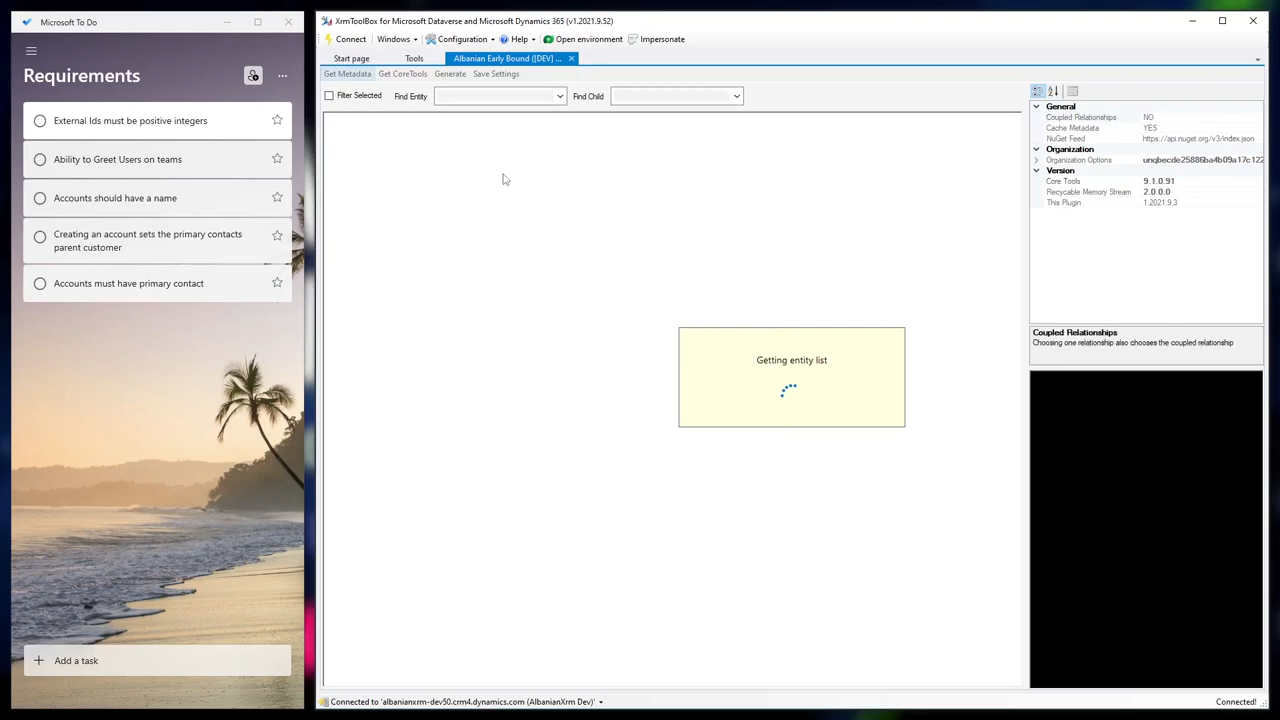 Microsoft To Do
Requirements
External Ids must be positive integers
Ability to Greet Users on teams
Accounts should have a name
Creating an account sets the primary contacts
parent customer
Accounts must have primary contact
Add a task
XrmToolBox for Microsoft Dataverse and Microsoft Dynamics 365 (v1.2021.9.52)
Connect Windows Configuration Help Open environment Impersonate
Start page Tools Albanian Early Bound ([DEV] ...
Get Metadata Get CoreTools Generate Save Settings
Filter Selected Find Entity Find Child
Getting entity list
General
Coupled Relationships NO
Cache Metadata YES
NuGet Feed https://api.nuget.org/v3/index.json
Organization
Organization Options
Version
Core Tools 9.1.0.91
Recyclable Memory Stream 2.0.0.0
This Plugin 1.2021.9.3
Coupled Relationships
Choosing one relationship also chooses the coupled relationship
Connected to 'albanianxrm-dev50.crm4.dynamics.com (AlbanianXrm Dev)'
Connected!